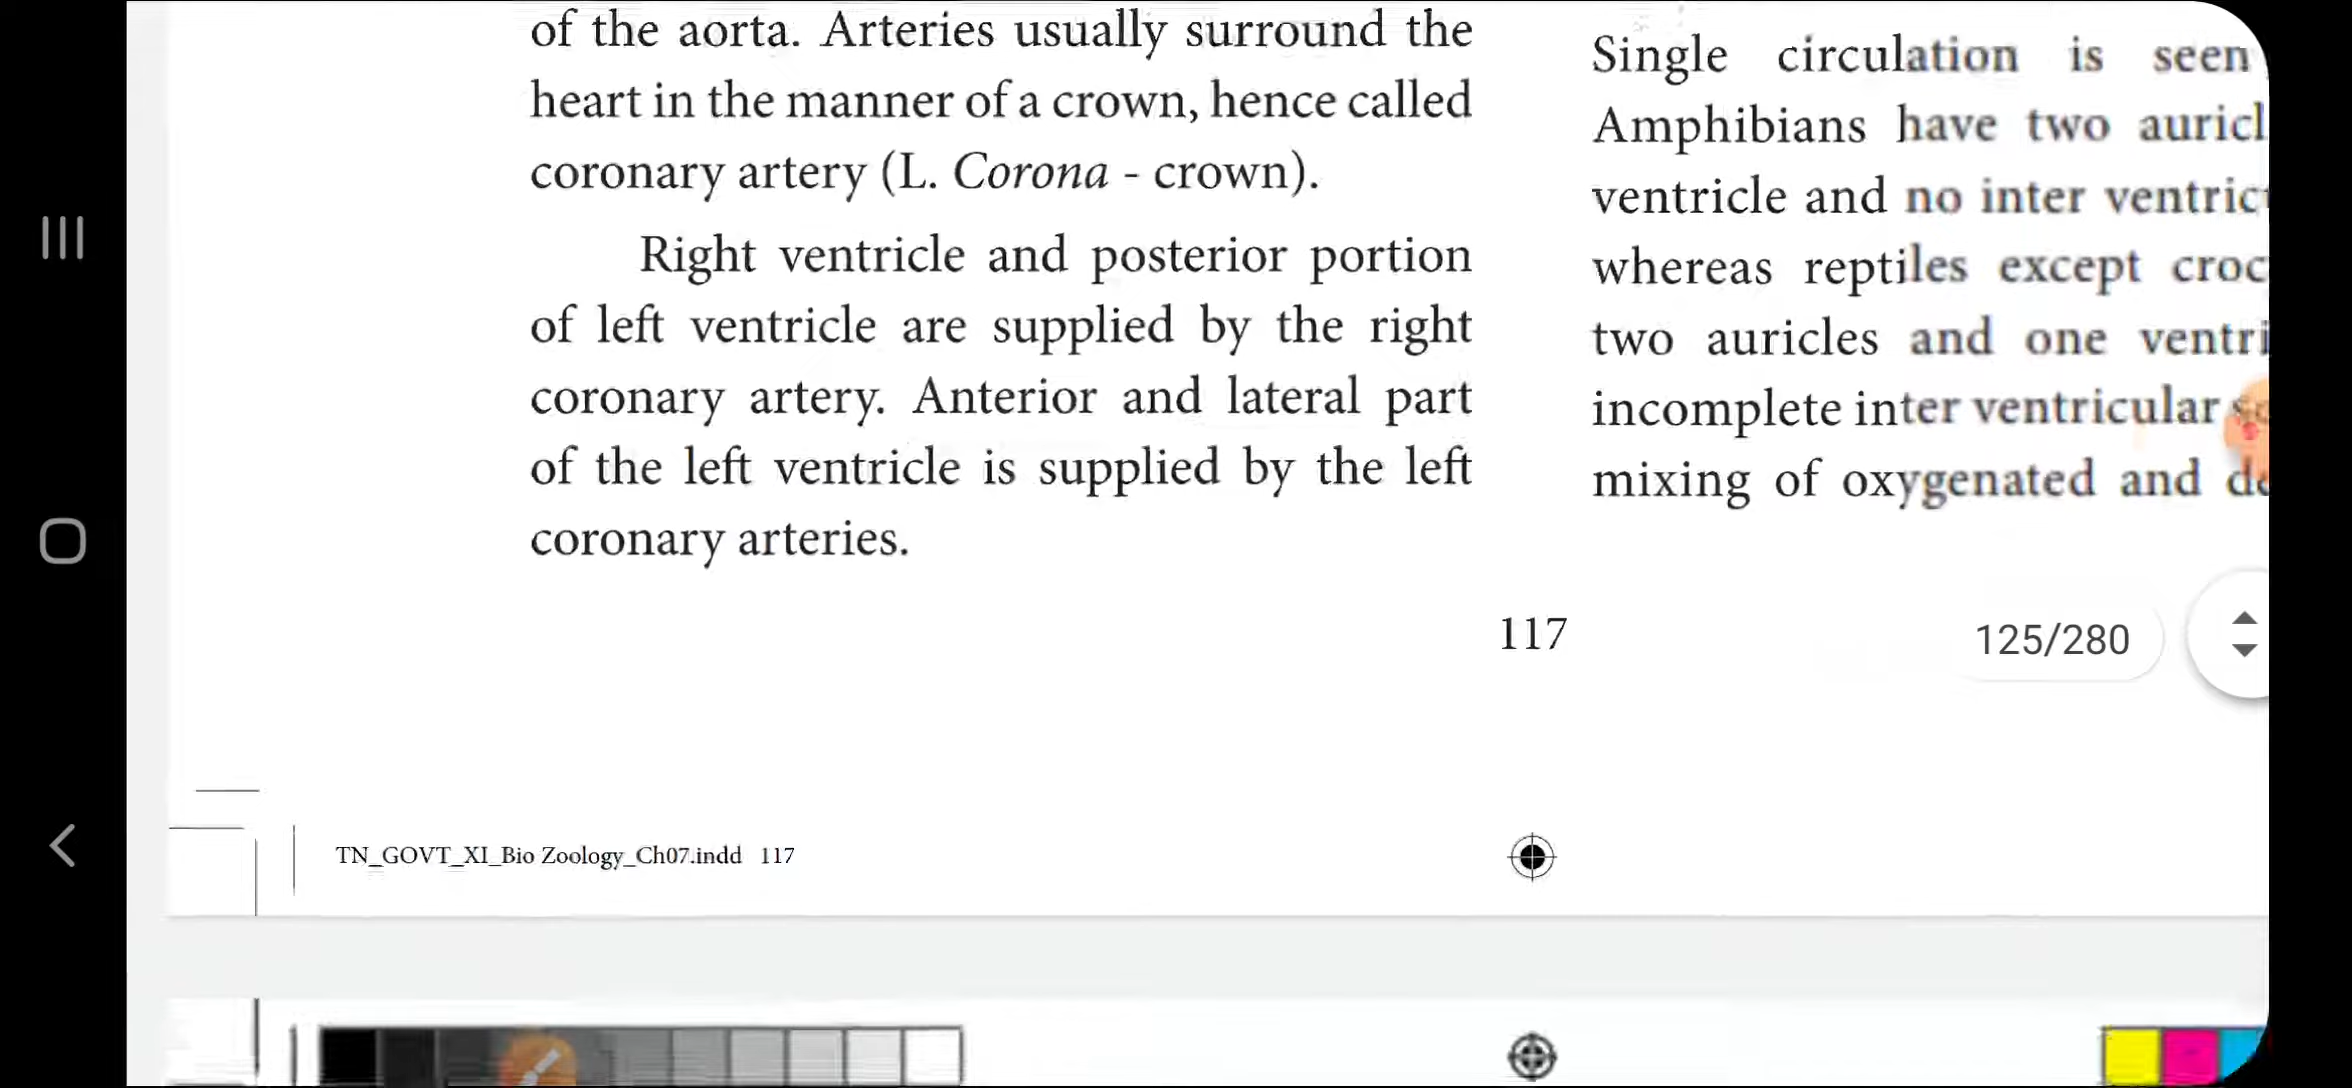 of the aorta. Arteries usually surround the
heart in the manner of a crown, hence called
coronary artery (L. Corona - crown).
Right ventricle and posterior portion
of left ventricle are supplied by the right
coronary artery. Anterior and lateral part
of the left ventricle is supplied by the left
coronary arteries.
Single circulation is seen
Amphibians have two auricl
ventricle and no inter ventric
whereas reptiles except croc
two auricles and one ventri
incomplete inter ventricular
mixing of oxygenated and de
117
125/280
TN_GOVT_XI_Bio Zoology_Ch07.indd 117